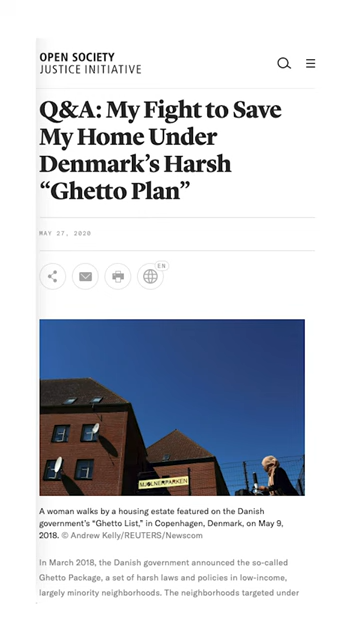 OPEN SOCIETY
JUSTICE INITIATIVE
Q&A: My Fight to Save
My Home Under
Denmark's Harsh
“Ghetto Plan”
MAY 27, 2020
EN
MJØLNERPARKEN
A woman walks by a housing estate featured on the Danish
government's “Ghetto List,” in Copenhagen, Denmark, on May 9,
2018. © Andrew Kelly/REUTERS/Newscom
In March 2018, the Danish government announced the so-called
Ghetto Package, a set of harsh laws and policies in low-income,
largely minority neighborhoods. The neighborhoods targeted under